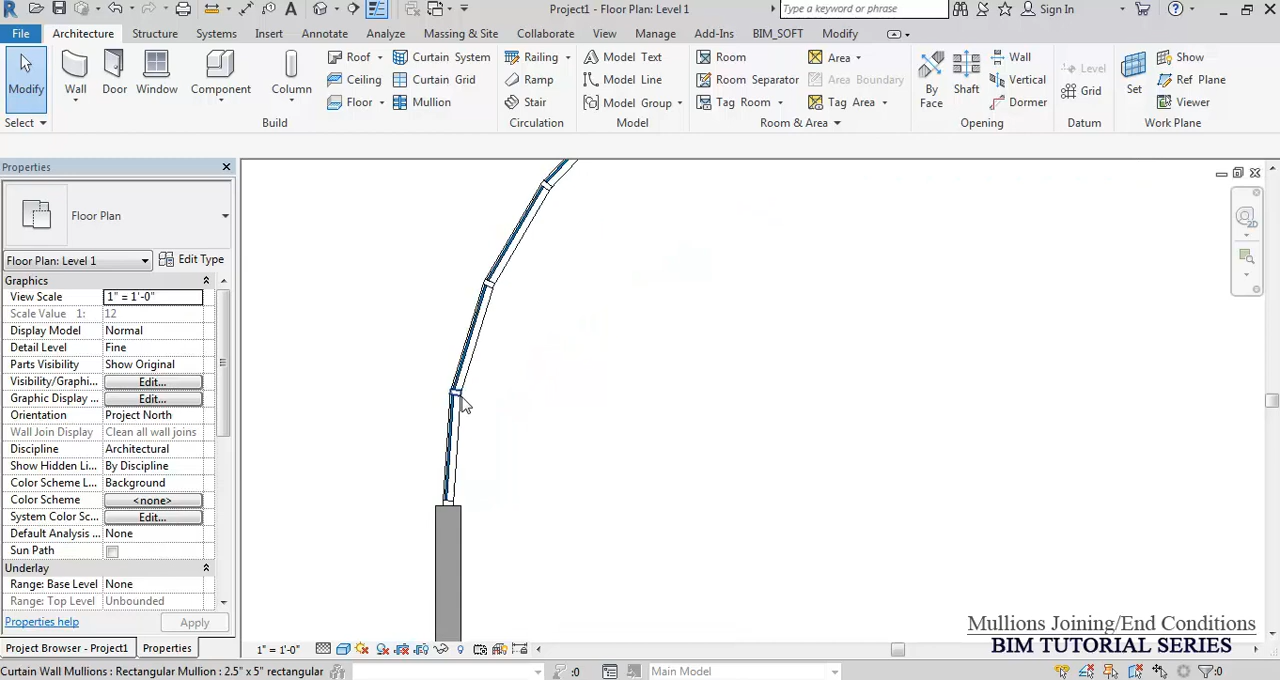 Project1 - Floor Plan: Level 1
Type a keyword or phrase
Sign In
File Architecture Structure Systems Insert Annotate Analyze Massing & Site Collaborate View Manage Add-Ins BIM_SOFT Modify
Modify
Wall
Door
Window
Component
Column
Roof
Ceiling
Floor
Curtain System
Curtain Grid
Mullion
Railing
Ramp
Stair
Model Text
Model Line
Model Group
Room
Room Separator
Tag Room
Area
Area Boundary
Tag Area
By
Face
Shaft
Wall
Vertical
Dormer
Level
Grid
Set
Show
Ref Plane
Viewer
Select Build Circulation Model Room & Area Opening Datum Work Plane
Properties
Floor Plan
Floor Plan: Level 1 Edit Type
Graphics
View Scale 1" = 1'-0"
Scale Value 1: 12
Display Model Normal
Detail Level Fine
Parts Visibility Show Original
Visibility/Graphi... Edit...
Graphic Display ... Edit...
Orientation Project North
Wall Join Display Clean all wall joins
Discipline Architectural
Show Hidden Li... By Discipline
Color Scheme L... Background
Color Scheme <none>
System Color Sc... Edit...
Default Analysis ... None
Sun Path
Underlay
Range: Base Level None
Range: Top Level Unbounded
Properties help Apply
Project Browser - Project1 Properties
1" = 1'-0"
2D
Mullions Joining/End Conditions
BIM TUTORIAL SERIES
Curtain Wall Mullions : Rectangular Mullion : 2.5" x 5" rectangular
:0
Main Model
:0